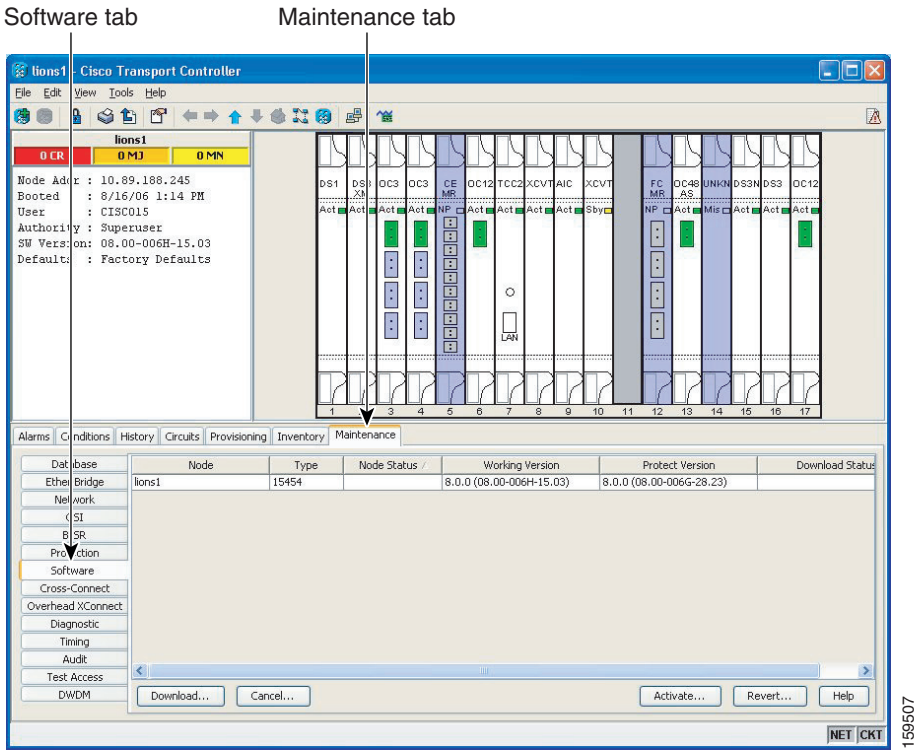 Software tab
Maintenance tab
lions1 - Cisco Transport Controller
File Edit View Tools Help
lions1
0 CR 0 MJ 0 MN
Node Addr : 10.89.188.245
Booted : 8/16/06 1:14 PM
User : CISCO15
Authority : Superuser
SW Version: 08.00-006H-15.03
Defaults : Factory Defaults
DS1 DS3 XM OC3 OC3 CE MR OC12 TCC2 XCVT AIC XCVT FC MR OC48 AS UNKN DS3N DS3 OC12
Act Act Act Act NP Act Act Act Act Sby NP Act Mis Act Act Act
LAN
1 3 4 5 6 7 8 9 10 11 12 13 14 15 16 17
Alarms Conditions History Circuits Provisioning Inventory Maintenance
Database
Ether Bridge
Network
OSI
BLSR
Protection
Software
Cross-Connect
Overhead XConnect
Diagnostic
Timing
Audit
Test Access
DWDM
Node Type Node Status Working Version Protect Version Download Status
lions1 15454 8.0.0 (08.00-006H-15.03) 8.0.0 (08.00-006G-28.23)
Download... Cancel... Activate... Revert... Help
NET CKT
159507